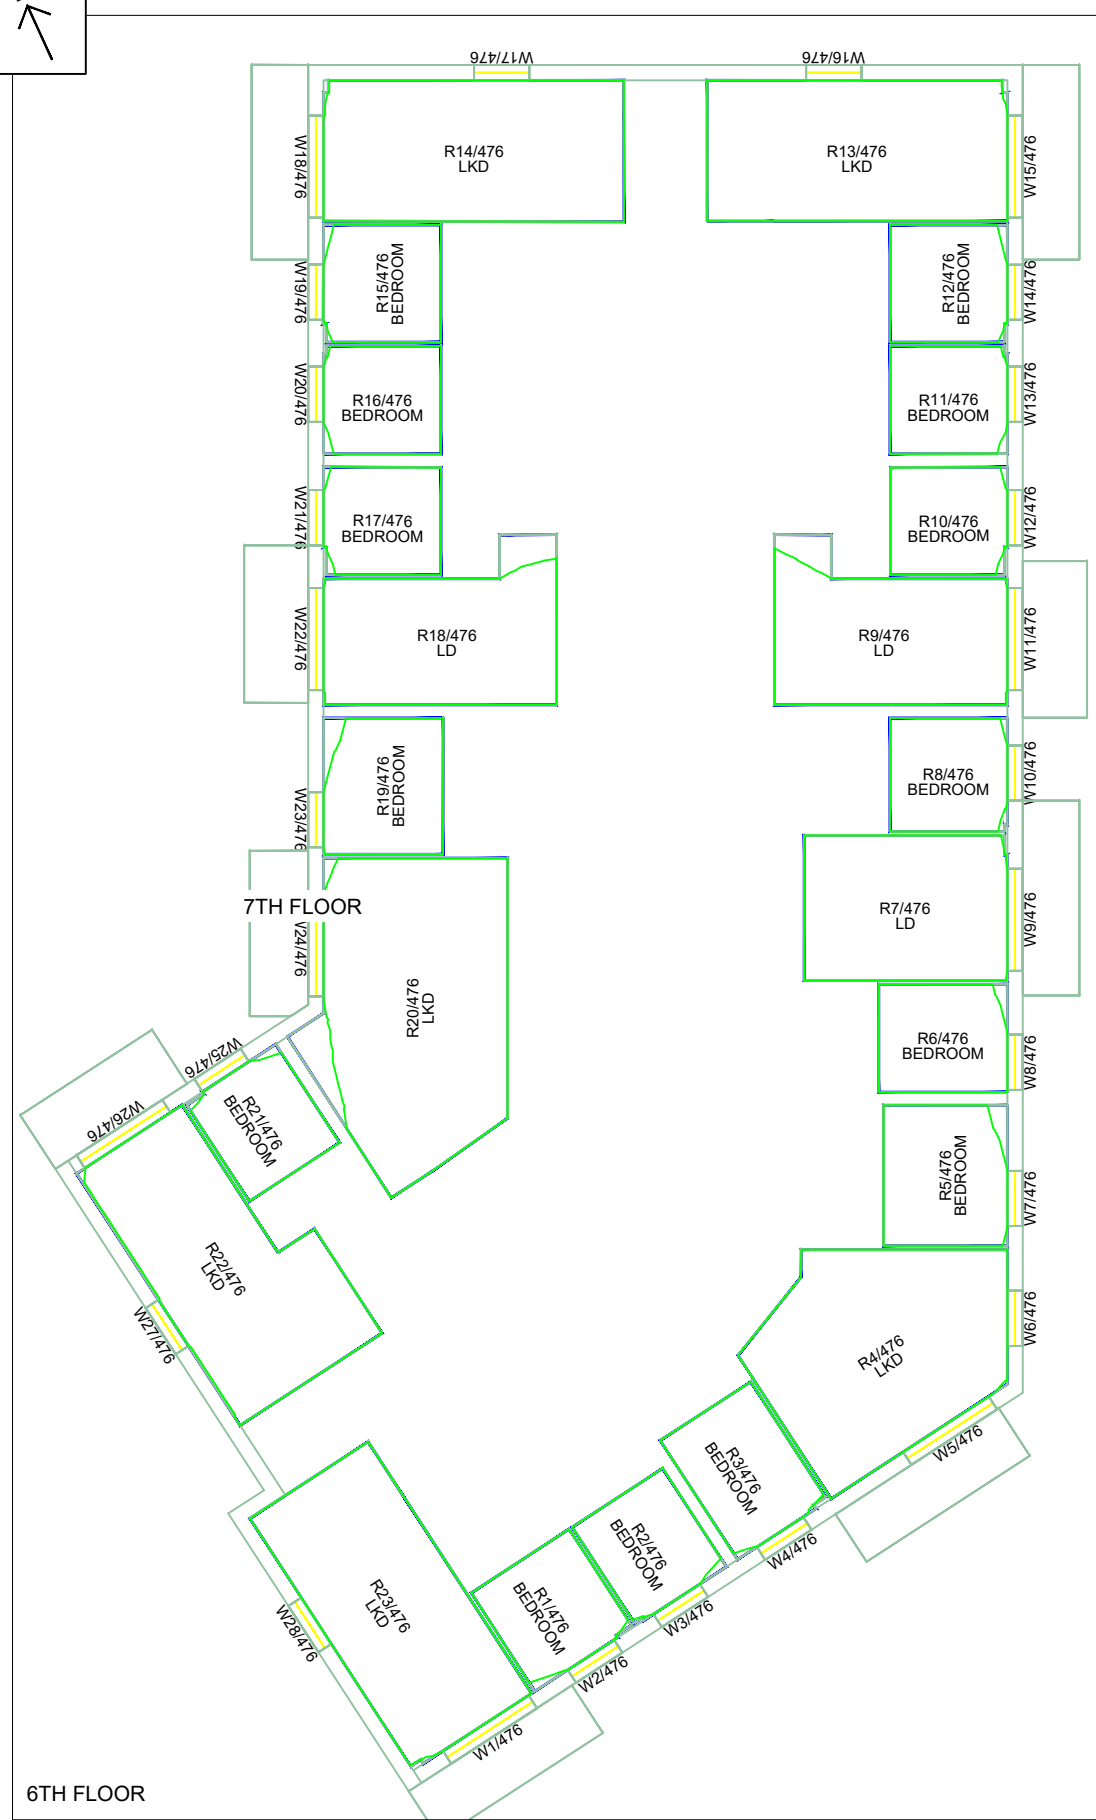 W17/476
W16/476
R14/476
LKD
R13/476
LKD
W18/476
W15/476
R15/476
BEDROOM
R12/476
BEDROOM
W19/476
W14/476
R16/476
BEDROOM
R11/476
BEDROOM
W20/476
W13/476
R17/476
BEDROOM
R10/476
BEDROOM
W21/476
W12/476
R18/476
LD
R9/476
LD
W22/476
W11/476
R19/476
BEDROOM
R8/476
BEDROOM
W23/476
W10/476
7TH FLOOR
R7/476
LD
W24/476
W9/476
R20/476
LKD
R6/476
BEDROOM
W8/476
W25/476
W26/476
R21/476
BEDROOM
R5/476
BEDROOM
W7/476
R22/476
LKD
W27/476
W6/476
R4/476
LKD
W5/476
R3/476
BEDROOM
W4/476
R2/476
BEDROOM
W3/476
R1/476
BEDROOM
W2/476
R23/476
LKD
W28/476
W1/476
6TH FLOOR